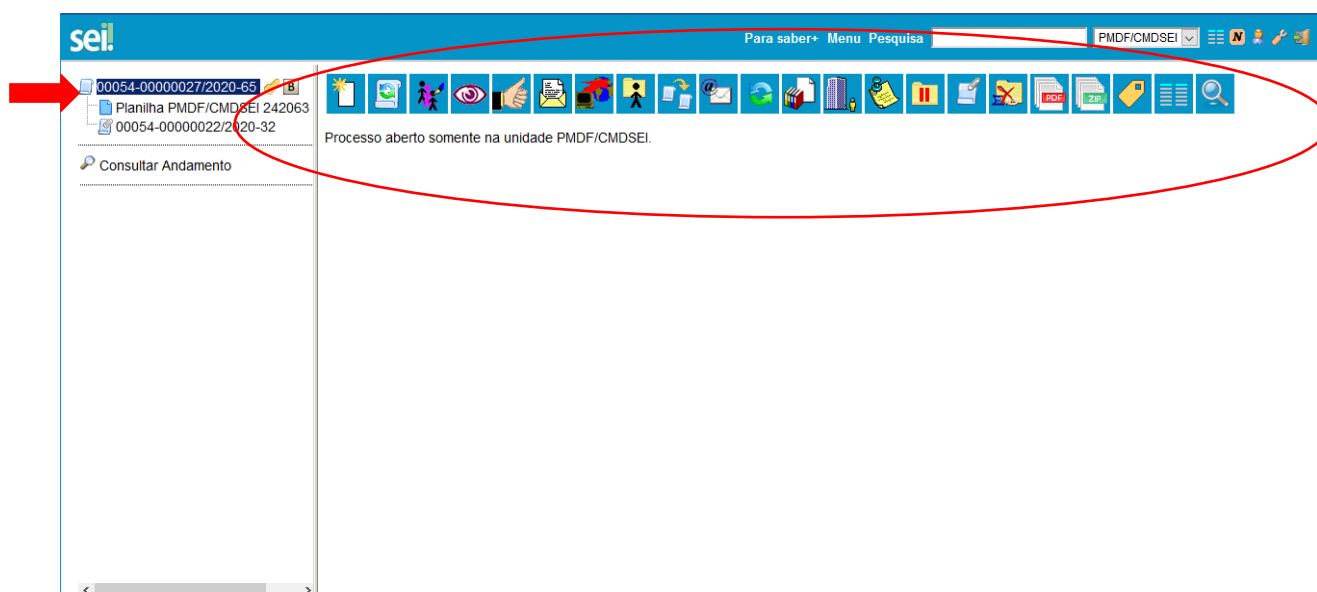 sei!
Para saber+ Menu Pesquisa
PMDF/CMDSEI
N
00054-00000027/2020-65
B
Planilha PMDF/CMDSEI 242063
00054-00000022/2020-32
Consultar Andamento
PDF
ZIP
Processo aberto somente na unidade PMDF/CMDSEI.